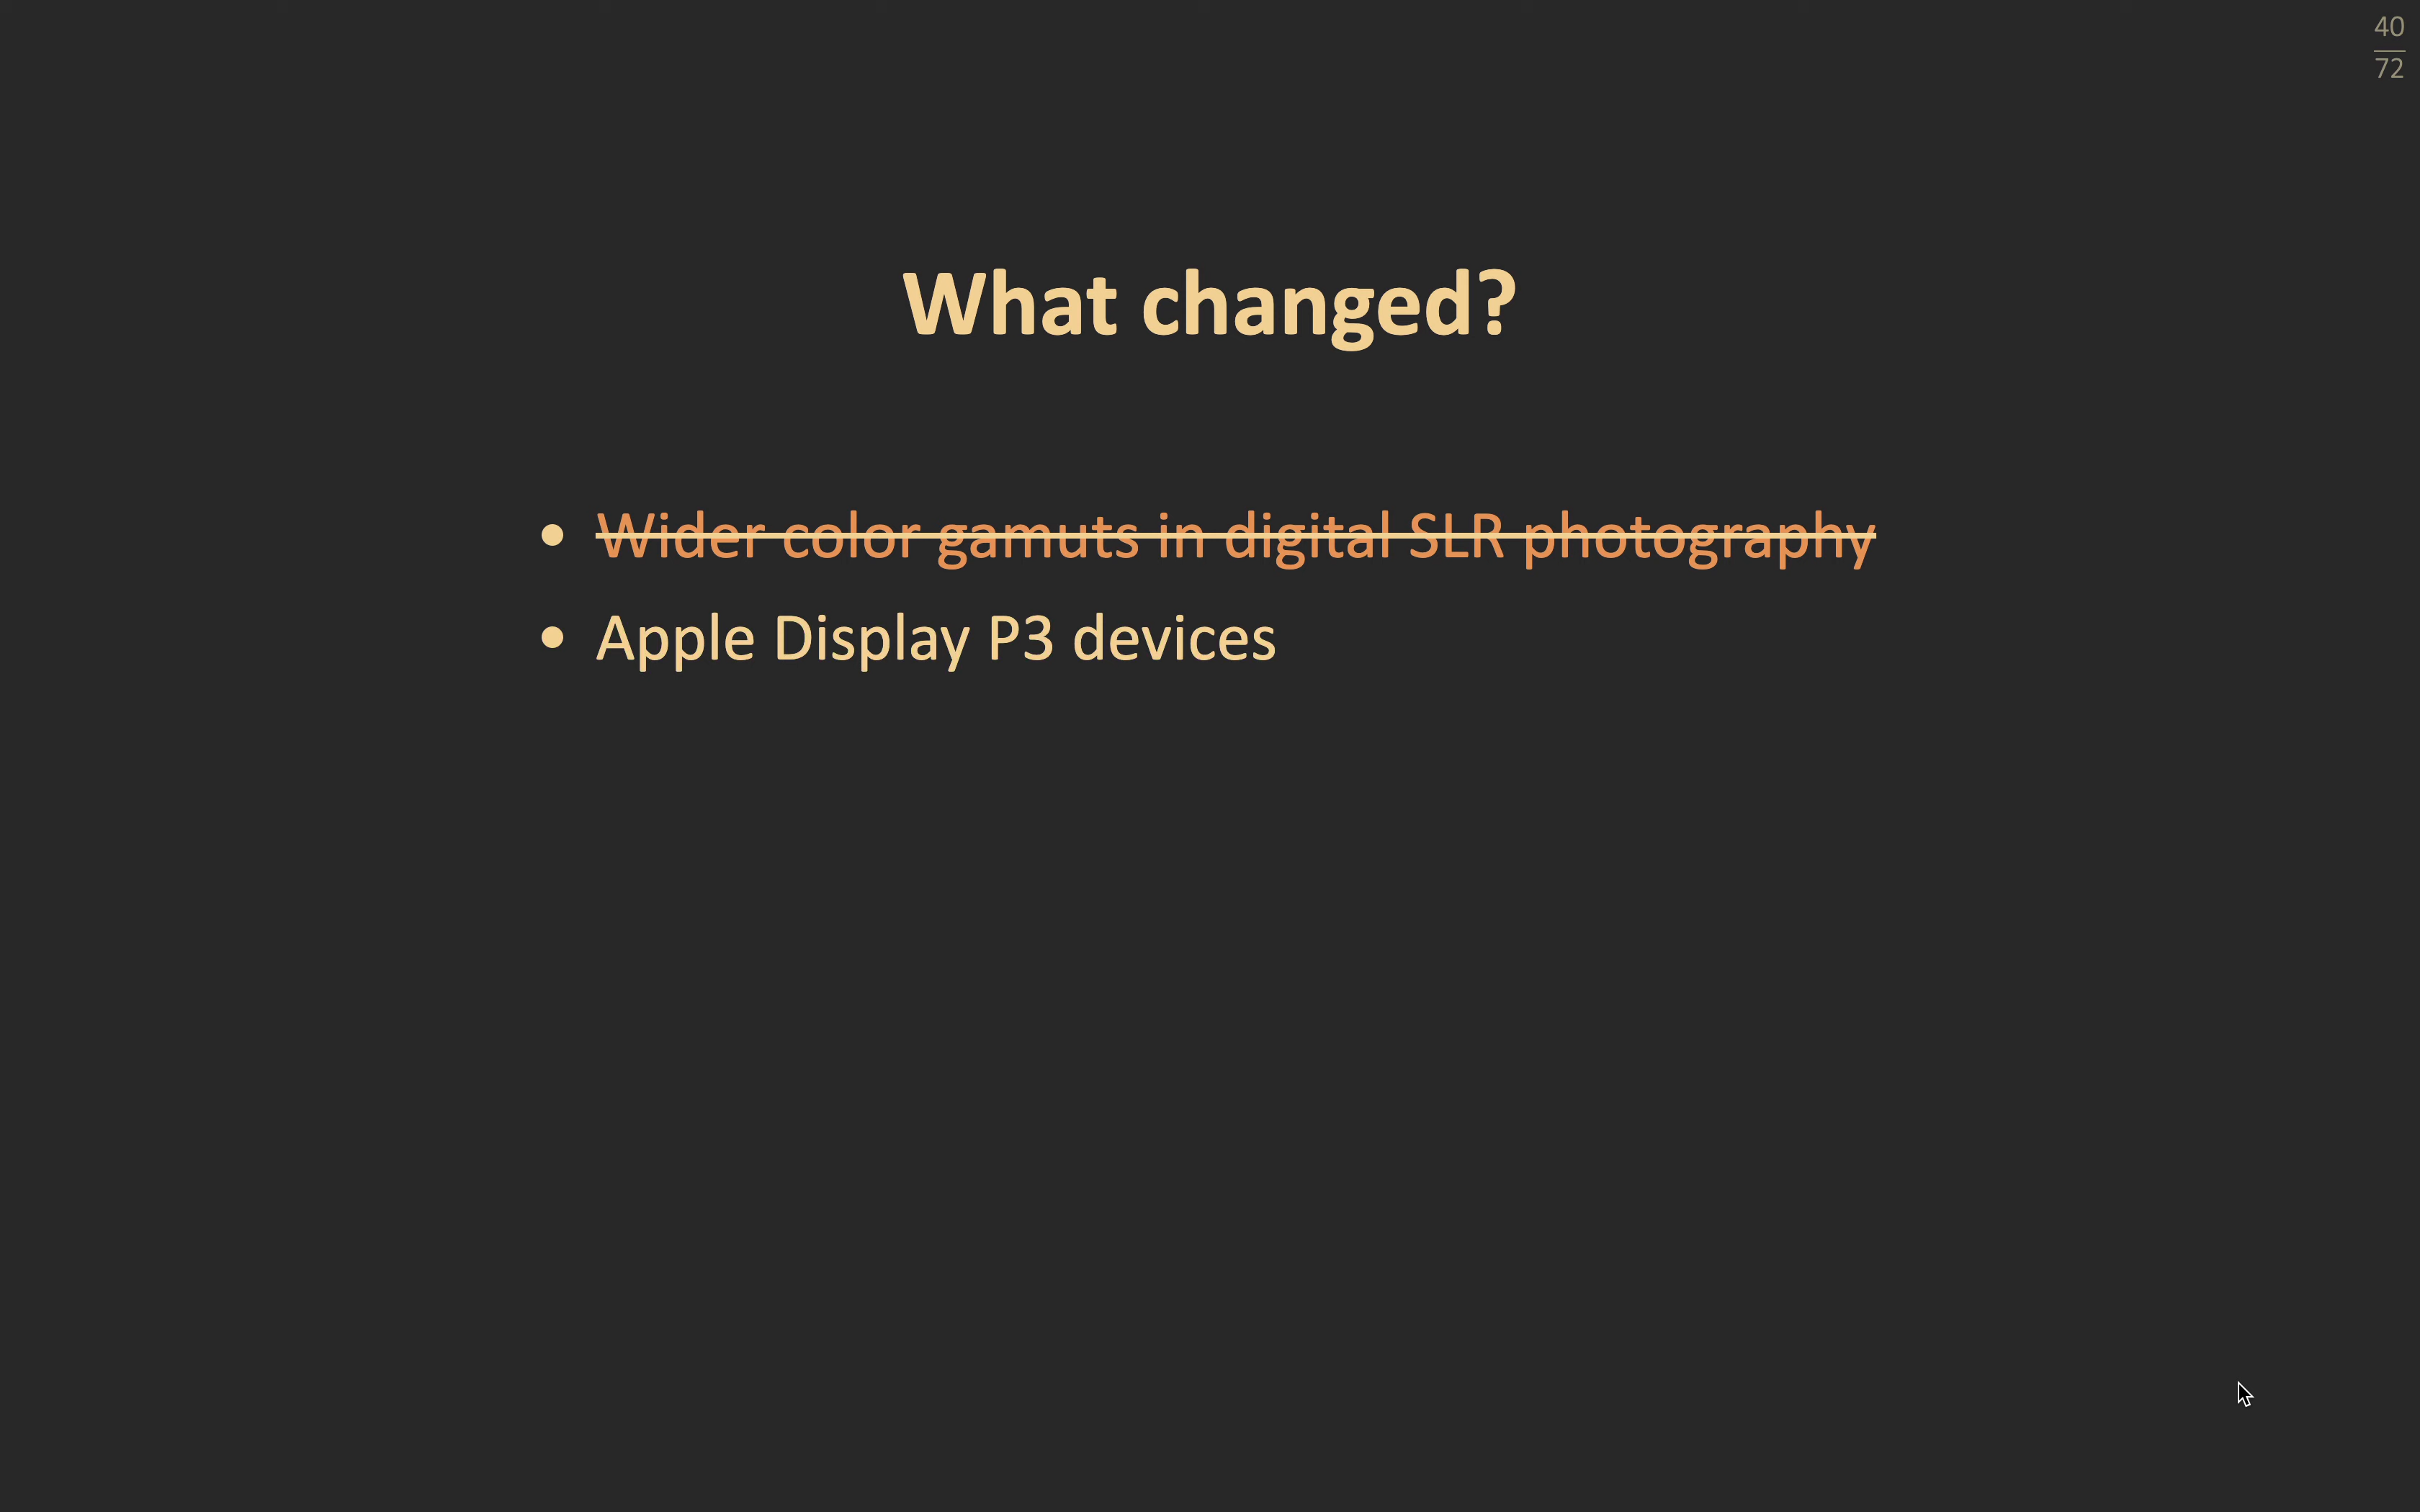 40
72
What changed?
• Wider color gamuts in digital SLR photography
• Apple Display P3 devices